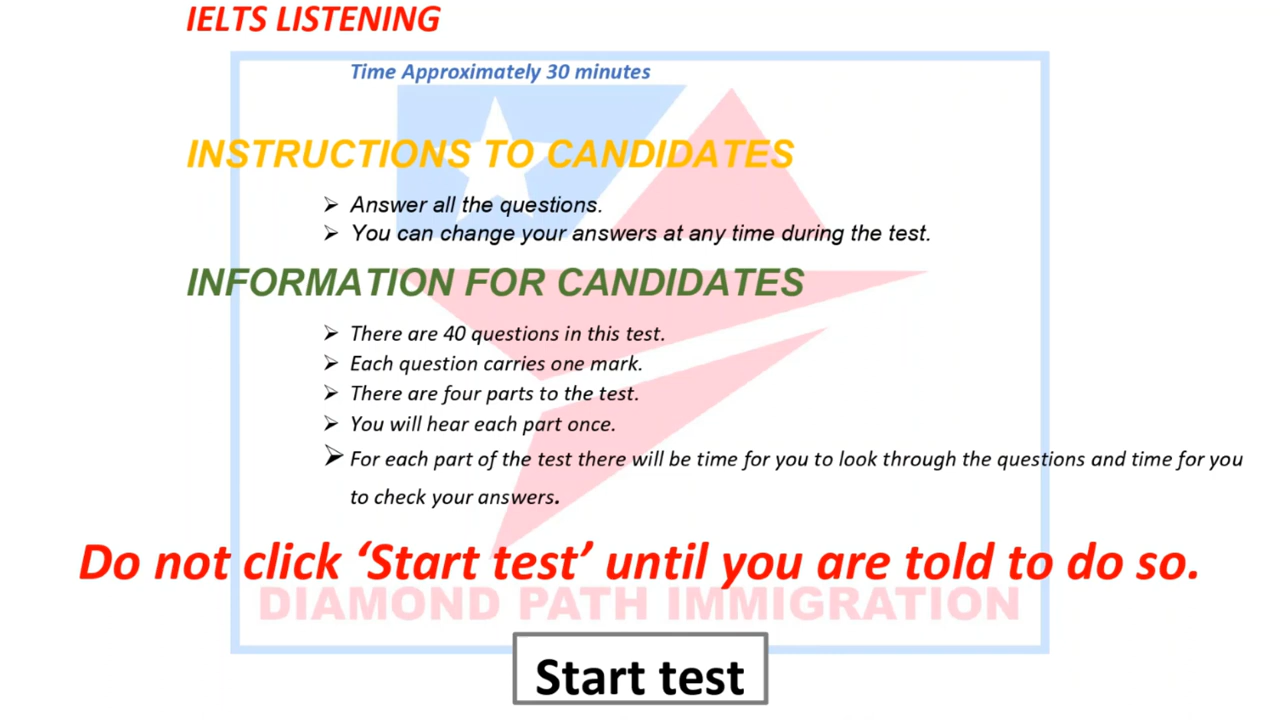 IELTS LISTENING
Time Approximately 30 minutes
INSTRUCTIONS TO CANDIDATES
➢ Answer all the questions.
➢ You can change your answers at any time during the test.
INFORMATION FOR CANDIDATES
➢ There are 40 questions in this test.
➢ Each question carries one mark.
➢ There are four parts to the test.
➢ You will hear each part once.
➢ For each part of the test there will be time for you to look through the questions and time for you
to check your answers.
Do not click ‘Start test’ until you are told to do so.
DIAMOND PATH IMMIGRATION
Start test